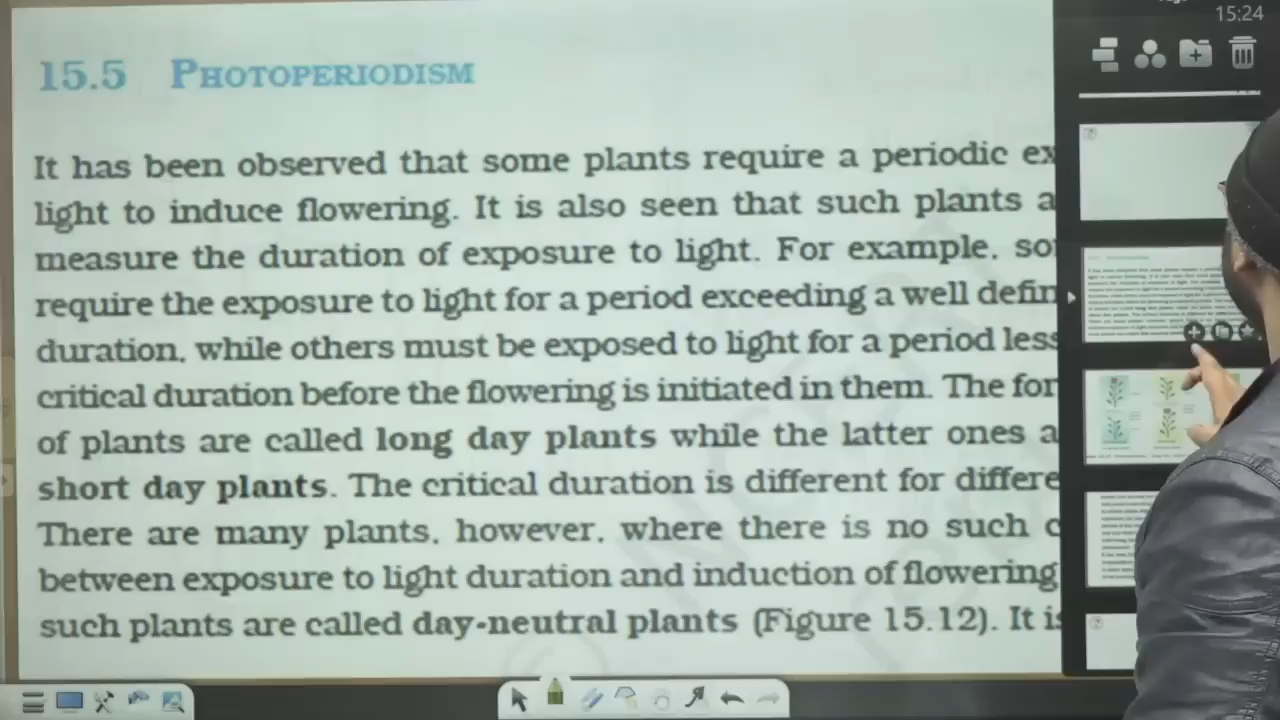 15:24
15.5 PHOTOPERIODISM
It has been observed that some plants require a periodic ex
light to induce flowering. It is also seen that such plants a
measure the duration of exposure to light. For example, so
require the exposure to light for a period exceeding a well defin
duration, while others must be exposed to light for a period less
critical duration before the flowering is initiated in them. The for
of plants are called long day plants while the latter ones a
short day plants. The critical duration is different for differe
There are many plants, however, where there is no such c
between exposure to light duration and induction of flowering
such plants are called day-neutral plants (Figure 15.12). It is